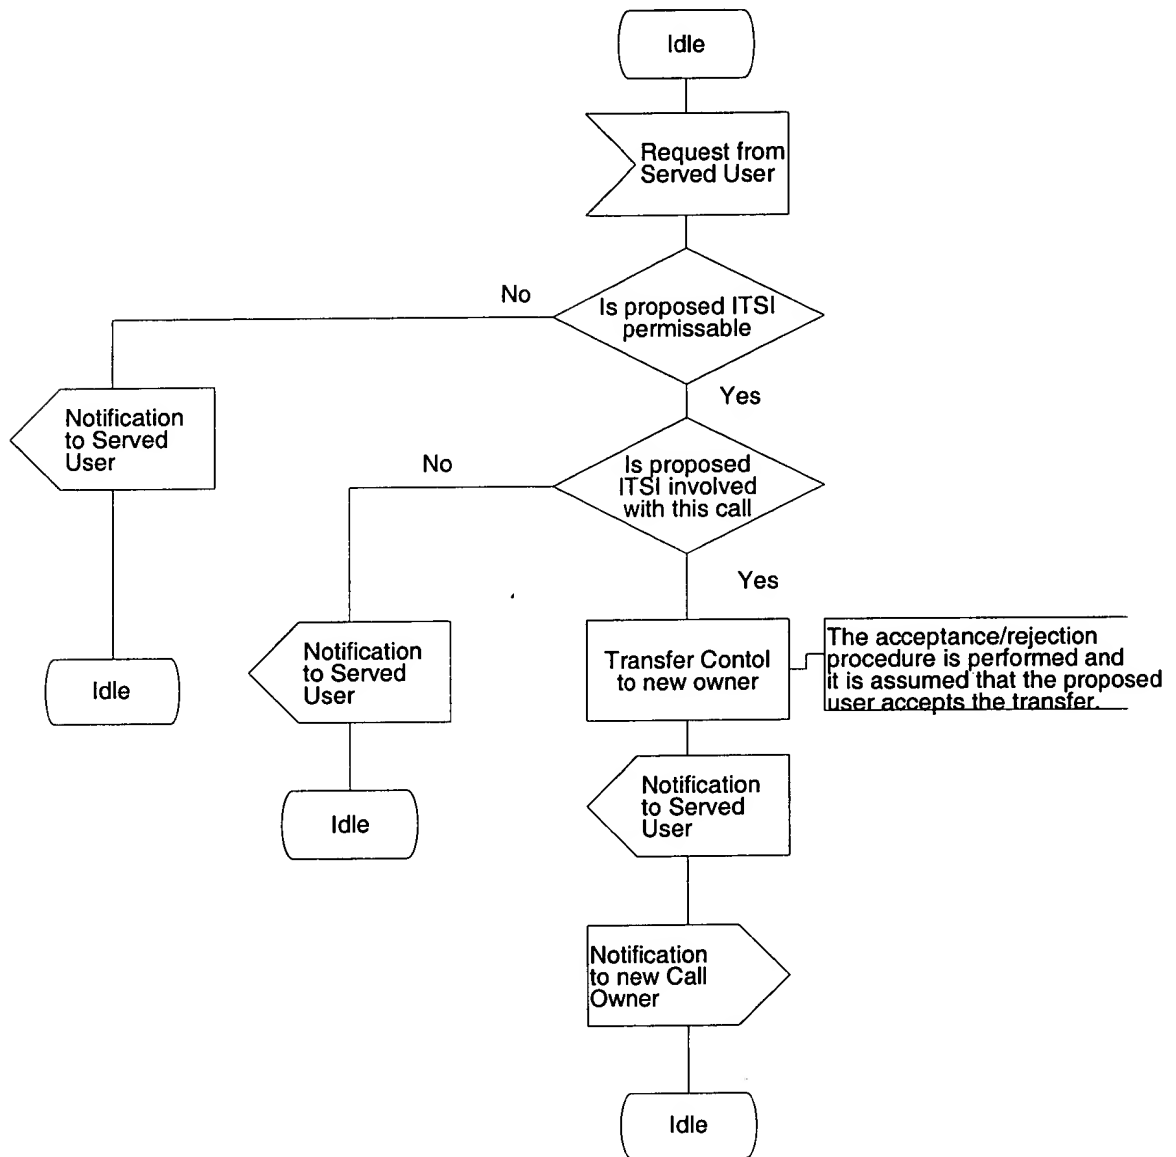 Idle
Request from
Served User
No
Is proposed ITSI
permissable
Yes
Notification
to Served
User
No
Is proposed
ITSI involved
with this call
Yes
Idle
Notification
to Served
User
Transfer Contol
to new owner
The acceptance/rejection
procedure is performed and
it is assumed that the proposed
user accepts the transfer.
Idle
Notification
to Served
User
Notification
to new Call
Owner
Idle